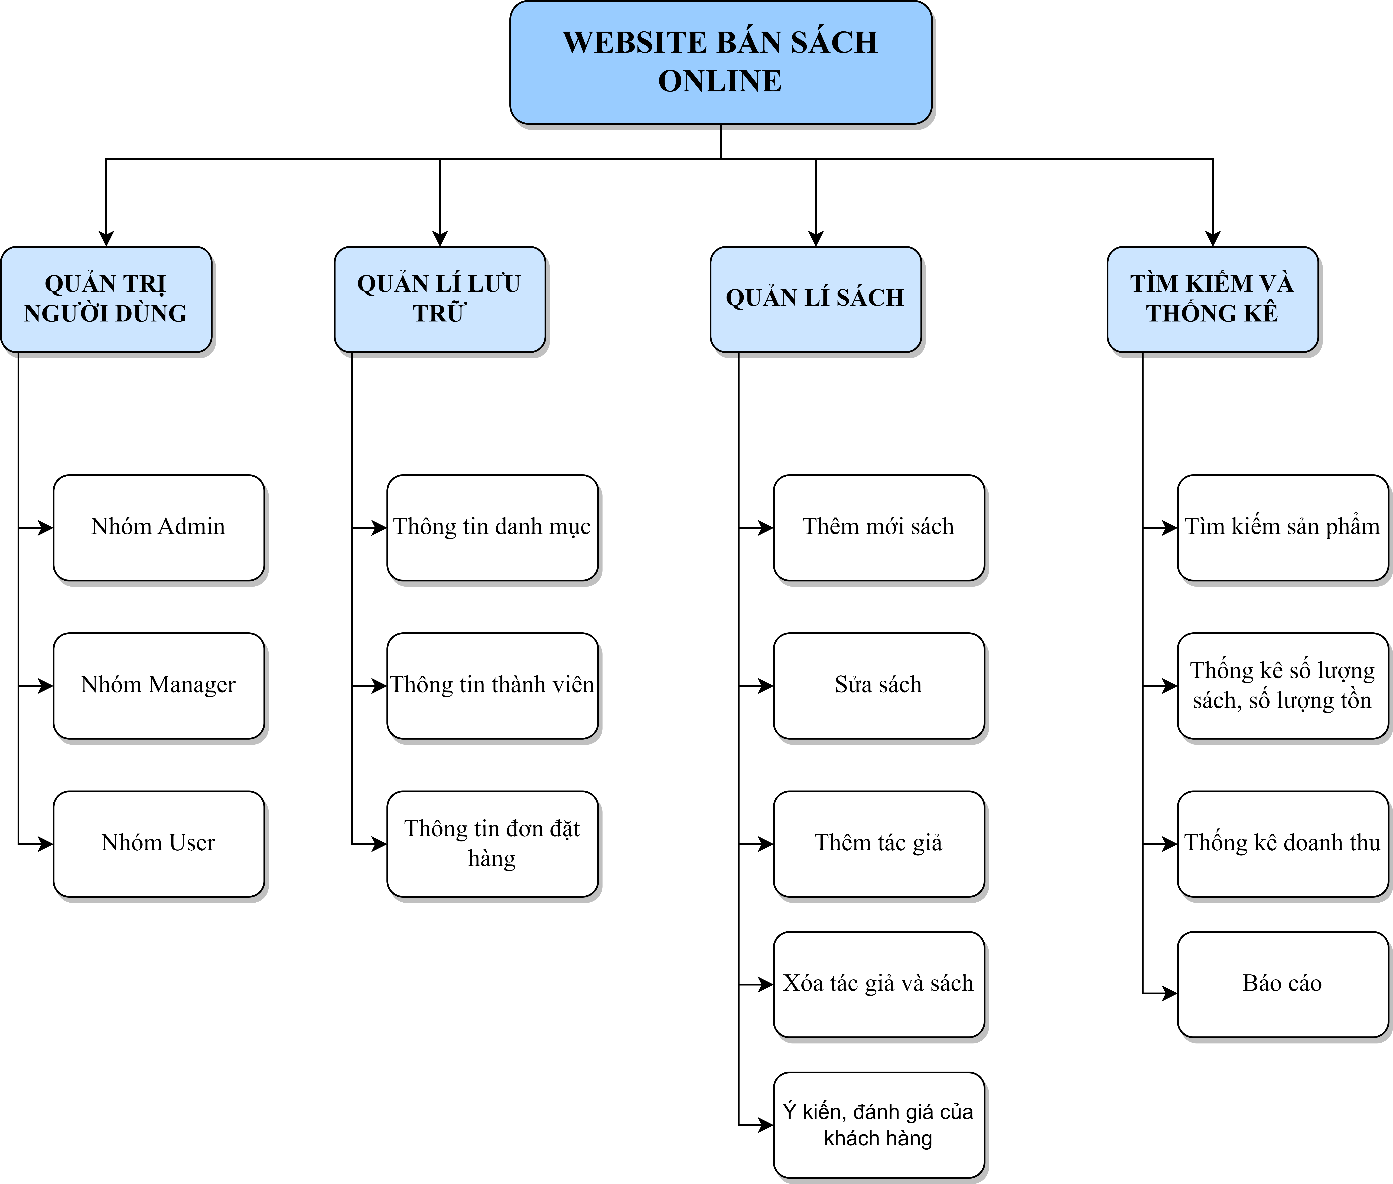 WEBSITE BÁN SÁCH
ONLINE
QUẢN TRỊ
NGƯỜI DÙNG
Nhóm Admin
Nhóm Manager
Nhóm User
QUẢN LÍ LƯU
TRỮ
Thông tin danh mục
Thông tin thành viên
Thông tin đơn đặt
hàng
QUẢN LÍ SÁCH
Thêm mới sách
Sửa sách
Thêm tác giả
Xóa tác giả và sách
Ý kiến, đánh giá của
khách hàng
TÌM KIẾM VÀ
THỐNG KÊ
Tìm kiếm sản phẩm
Thống kê số lượng
sách, số lượng tồn
Thống kê doanh thu
Báo cáo